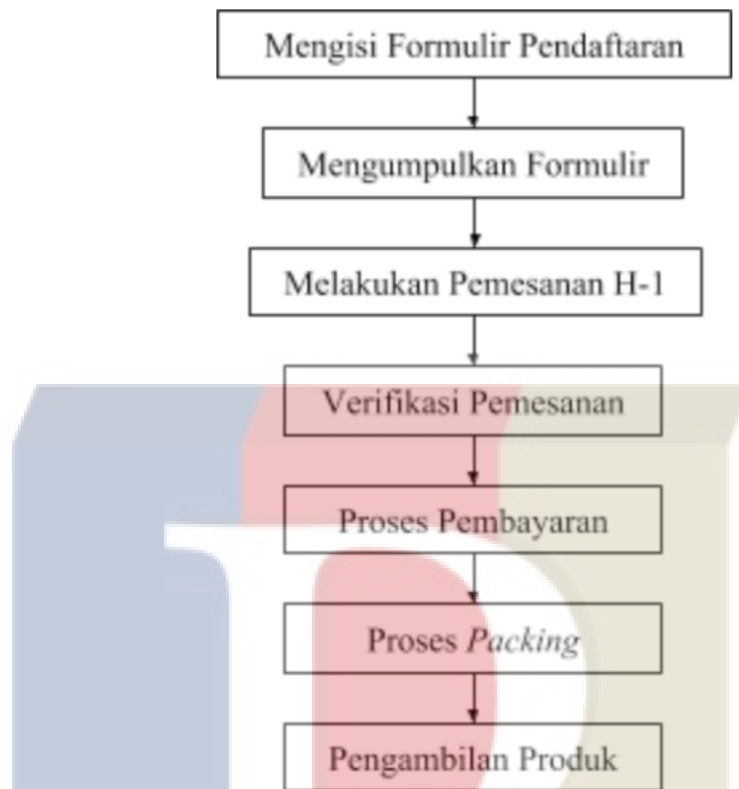 Mengisi Formulir Pendaftaran
Mengumpulkan Formulir
Melakukan Pemesanan H-1
Verifikasi Pemesanan
Proses Pembayaran
Proses Packing
Pengambilan Produk